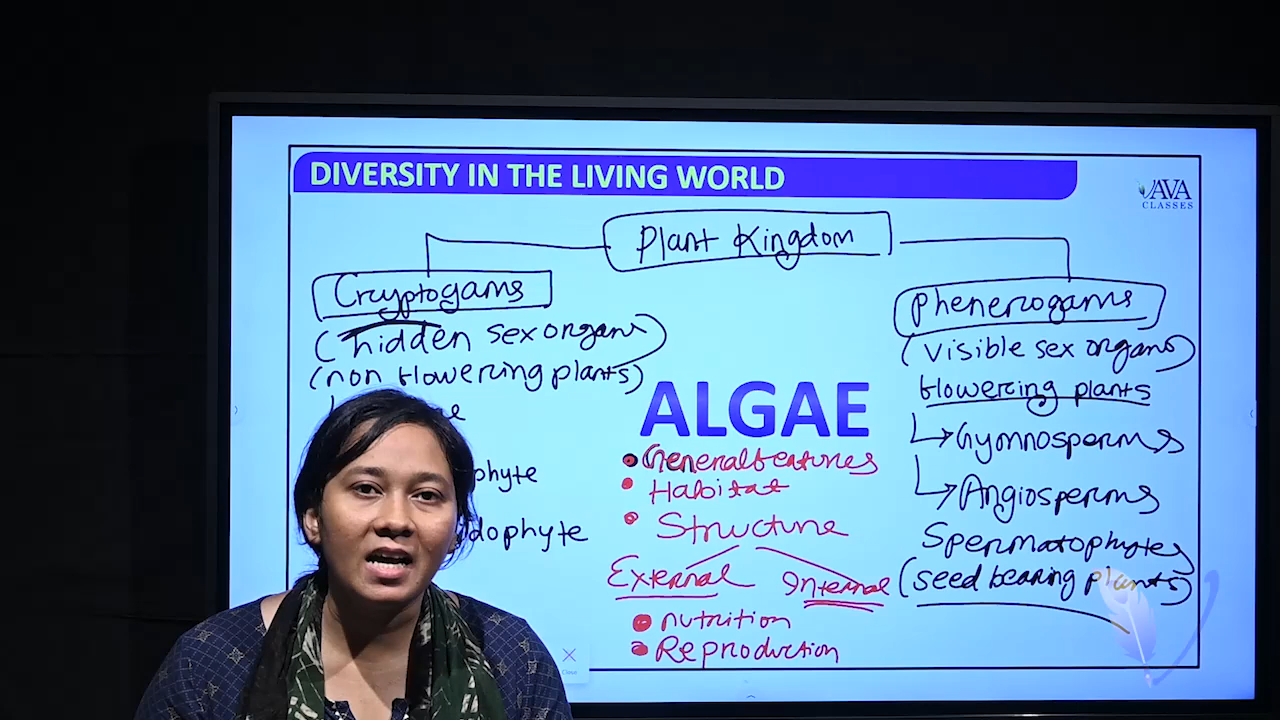 DIVERSITY IN THE LIVING WORLD
AVA
CLASSES
Plant Kingdom
Cryptogams
(hidden sex organs)
(non flowering plants)
phyte
dophyte
Phenerogams
(visible sex organs)
flowering plants
Gymnosperms
Angiosperms
Spermatophytes
(seed bearing plants)
ALGAE
General features
Habitat
Structure
External Internal
nutrition
Reproduction